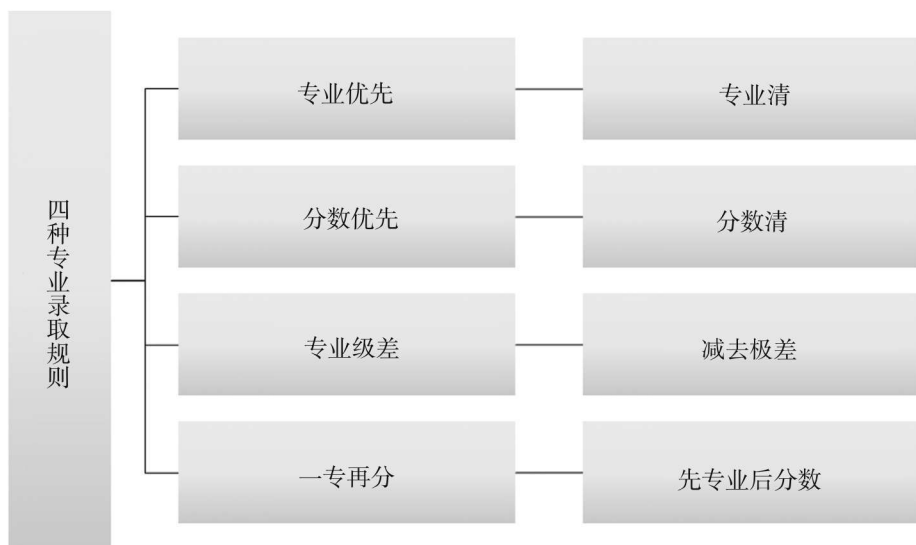 四种专业录取规则
专业优先
专业清
分数优先
分数清
专业级差
减去极差
一专再分
先专业后分数